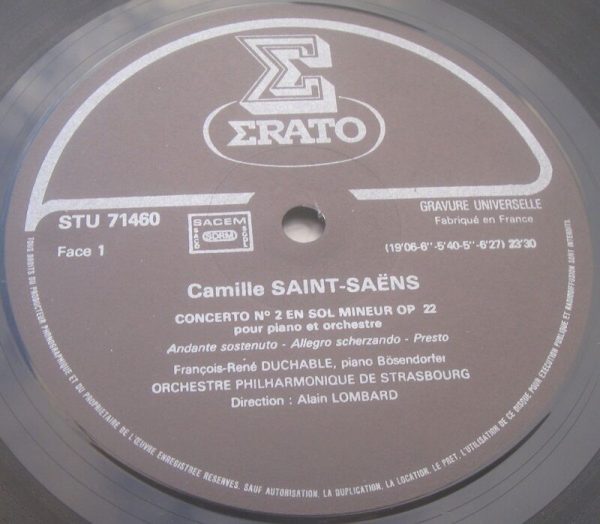 ΣRATO
STU 71460
GRAVURE UNIVERSELLE
Fabriqué en France
SACEM
SACD
SDRM
SGDL
Face 1
(19'06-6"-5'40-5"-6'27) 23'30
Camille SAINT-SAËNS
CONCERTO Nº 2 EN SOL MINEUR OP 22
pour piano et orchestre
Andante sostenuto - Allegro scherzando - Presto
François-René DUCHABLE, piano Bösendorfer
ORCHESTRE PHILHARMONIQUE DE STRASBOURG
Direction : Alain LOMBARD
TOUS DROITS DU PRODUCTEUR PHONOGRAPHIQUE ET DU PROPRIETAIRE DE L'ŒUVRE ENREGISTREE RESERVES. SAUF AUTORISATION, LA DUPLICATION, LA LOCATION, LE PRET, L'UTILISATION DE CE DISQUE POUR EXECUTION PUBLIQUE ET RADIODIFFUSION SONT INTERDITS